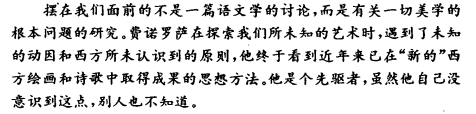 摆在我们面前的不是一篇语文学的讨论，而是有关一切美学的
根本问题的研究。费诺罗萨在探索我们所未知的艺术时，遇到了未知
的动因和西方所未认识到的原则，他终于看到近年来已在“新的”西
方绘画和诗歌中取得成果的思想方法。他是个先驱者，虽然他自己没
意识到这点，别人也不知道。